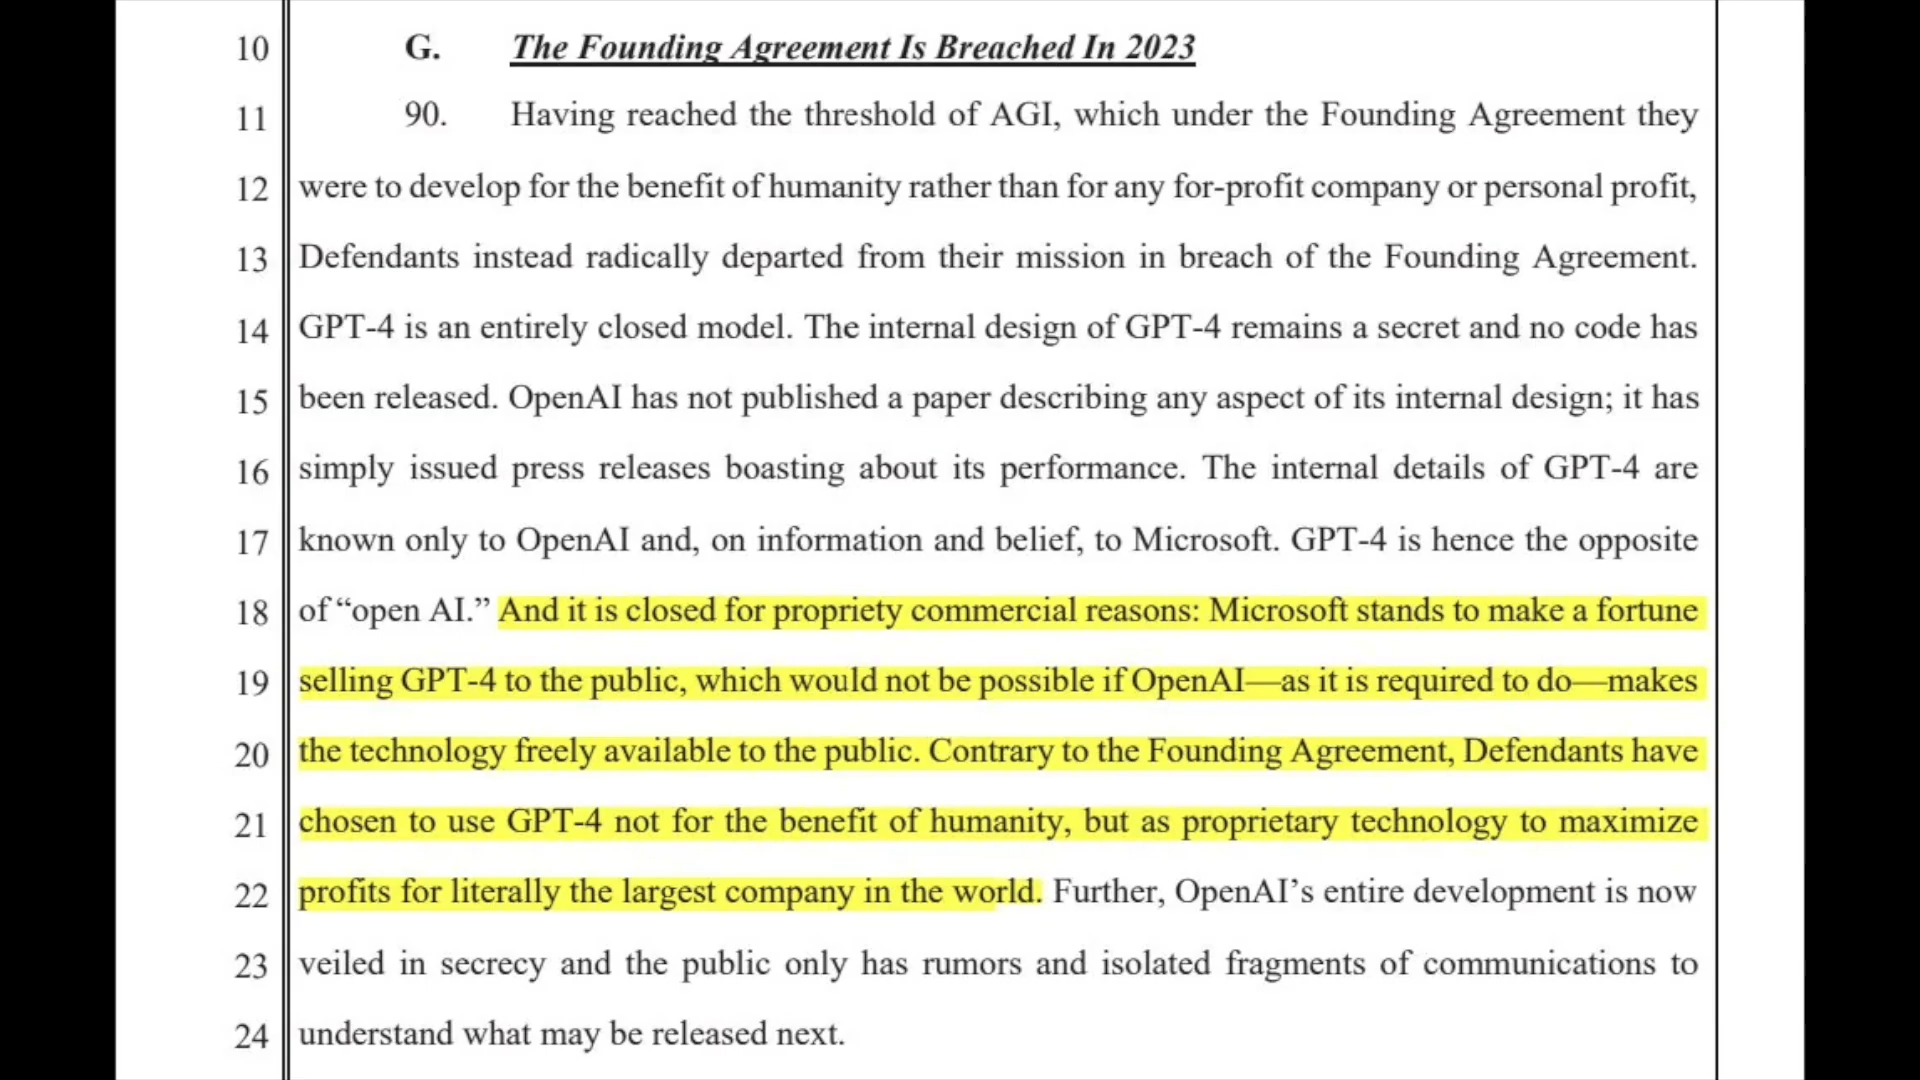 10 G. The Founding Agreement Is Breached In 2023
11 90. Having reached the threshold of AGI, which under the Founding Agreement they
12 were to develop for the benefit of humanity rather than for any for-profit company or personal profit,
13 Defendants instead radically departed from their mission in breach of the Founding Agreement.
14 GPT-4 is an entirely closed model. The internal design of GPT-4 remains a secret and no code has
15 been released. OpenAI has not published a paper describing any aspect of its internal design; it has
16 simply issued press releases boasting about its performance. The internal details of GPT-4 are
17 known only to OpenAI and, on information and belief, to Microsoft. GPT-4 is hence the opposite
18 of “open AI.” And it is closed for propriety commercial reasons: Microsoft stands to make a fortune
19 selling GPT-4 to the public, which would not be possible if OpenAI—as it is required to do—makes
20 the technology freely available to the public. Contrary to the Founding Agreement, Defendants have
21 chosen to use GPT-4 not for the benefit of humanity, but as proprietary technology to maximize
22 profits for literally the largest company in the world. Further, OpenAI’s entire development is now
23 veiled in secrecy and the public only has rumors and isolated fragments of communications to
24 understand what may be released next.